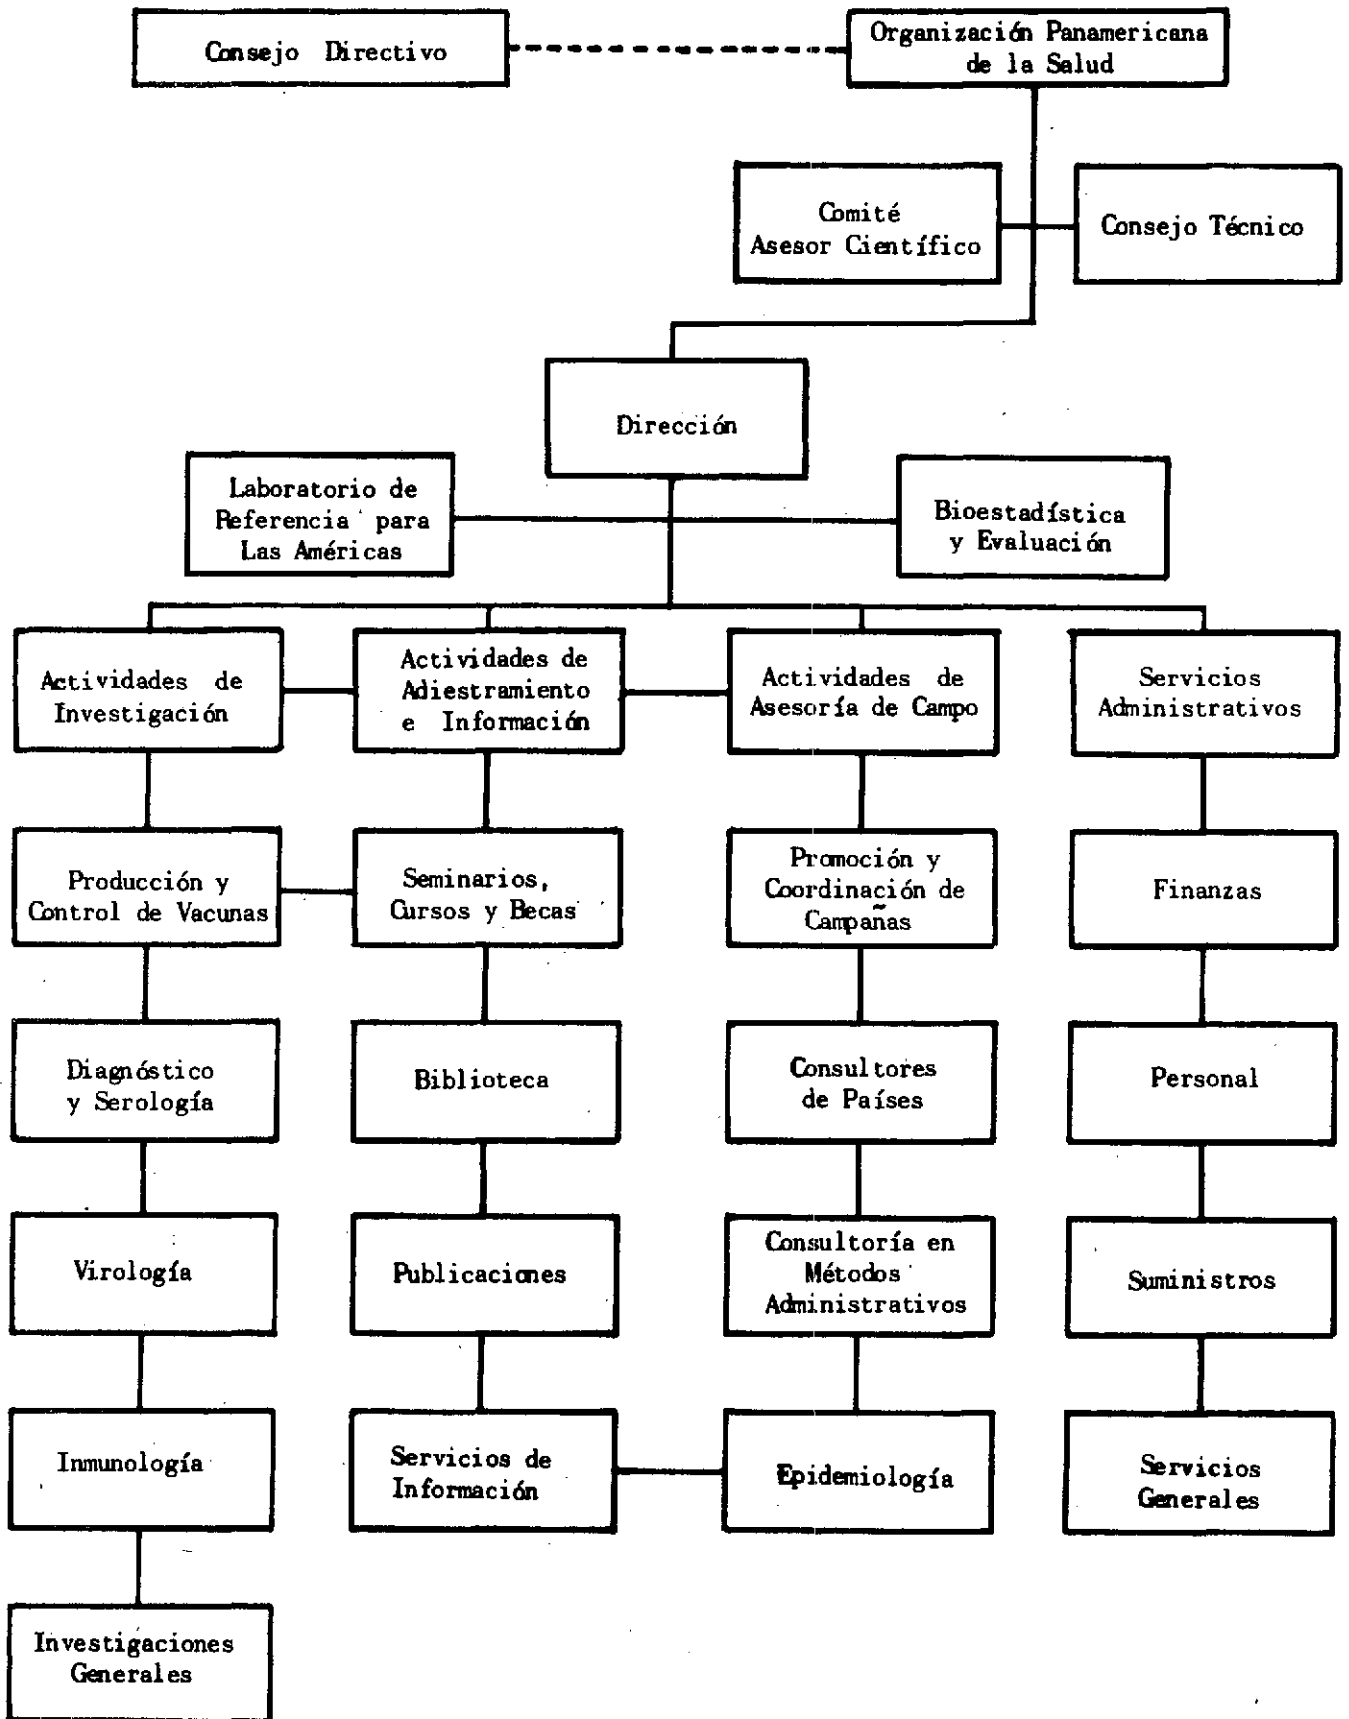 Consejo Directivo
Organización Panamericana
de la Salud
Comité
Asesor Científico
Consejo Técnico
Dirección
Laboratorio de
Referencia para
Las Américas
Bioestadística
y Evaluación
Actividades de
Investigación
Actividades de
Adiestramiento
e Información
Actividades de
Asesoría de Campo
Servicios
Administrativos
Producción y
Control de Vacunas
Seminarios,
Cursos y Becas
Promoción y
Coordinación de
Campañas
Finanzas
Diagnóstico
y Serología
Biblioteca
Consultores
de Países
Personal
Virología
Publicaciones
Consultoría en
Métodos
Administrativos
Suministros
Inmunología
Servicios de
Información
Epidemiología
Servicios
Generales
Investigaciones
Generales